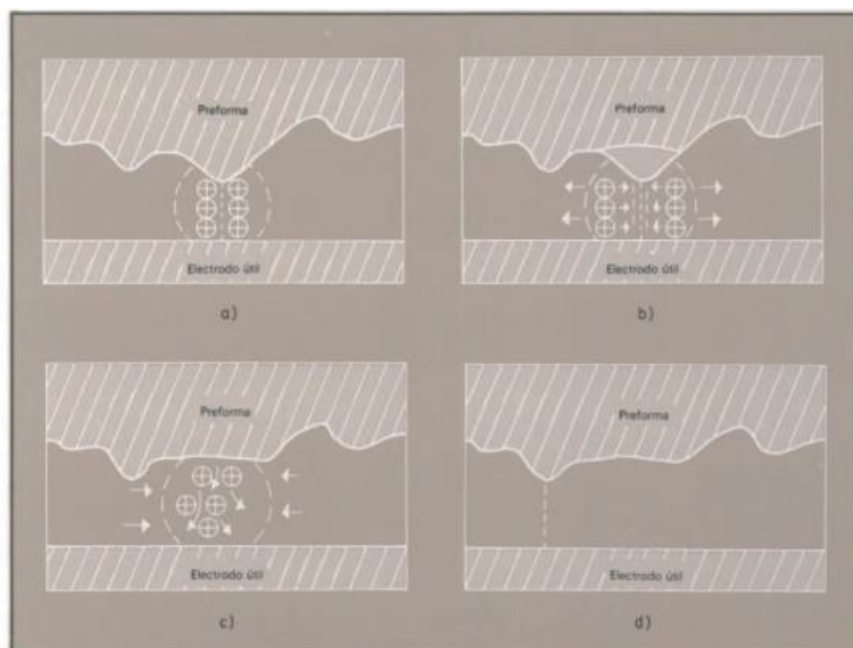 Preforma
Electrodo útil
a)
Preforma
Electrodo útil
b)
Preforma
Electrodo útil
c)
Preforma
Electrodo útil
d)